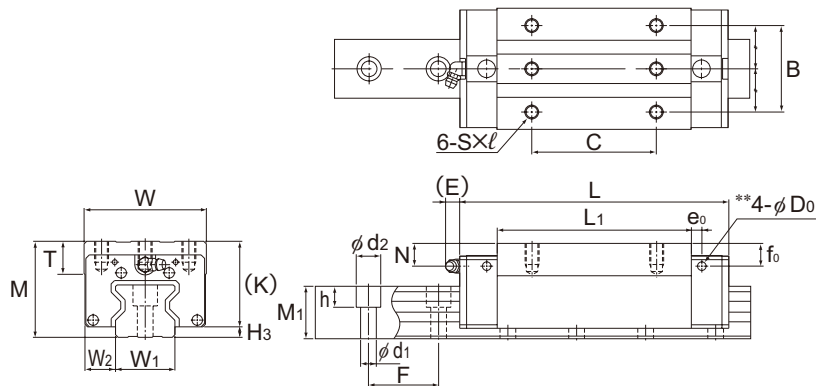 B
6-S×ℓ
C
W
(E)
L
L1
e0
**4-φD0
T
N
f0
φd2
M
(K)
h
M1
H3
W2
W1
φd1
F